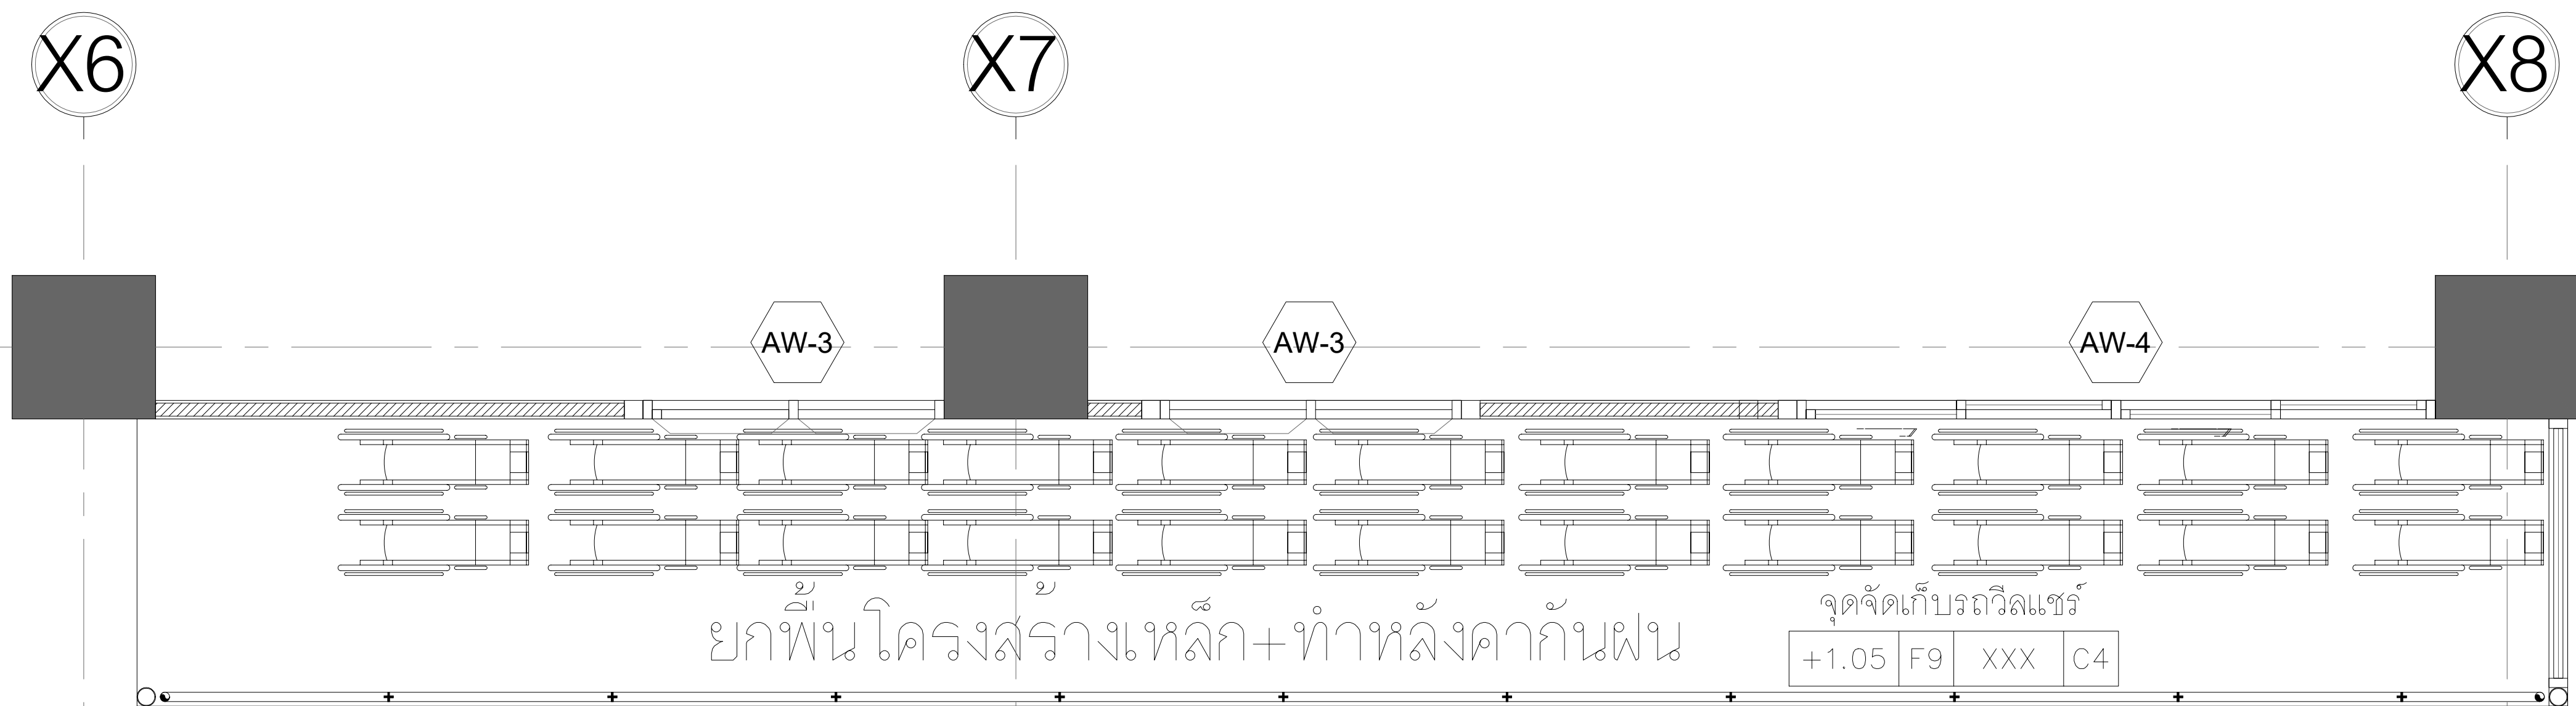 X6 X7 X8
AW-3 AW-3 AW-4
จุดจัดเก็บรถวีลแชร์
ยกพื้นโครงสร้างเหล็ก+ทำหลังคากันฝน
+1.05 F9 XXX C4